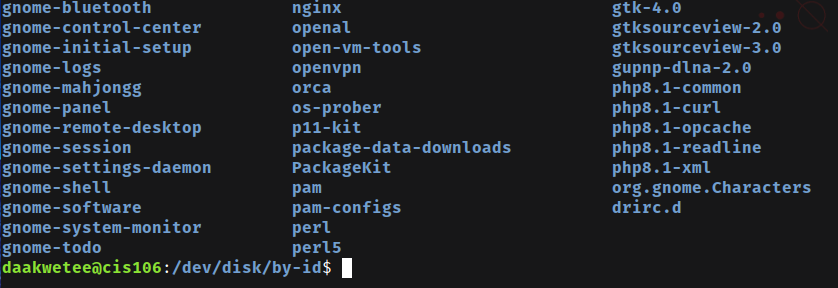 gnome-bluetooth nginx gtk-4.0
gnome-control-center openal gtksourceview-2.0
gnome-initial-setup open-vm-tools gtksourceview-3.0
gnome-logs openvpn gupnp-dlna-2.0
gnome-mahjongg orca php8.1-common
gnome-panel os-prober php8.1-curl
gnome-remote-desktop p11-kit php8.1-opcache
gnome-session package-data-downloads php8.1-readline
gnome-settings-daemon PackageKit php8.1-xml
gnome-shell pam org.gnome.Characters
gnome-software pam-configs drirc.d
gnome-system-monitor perl
gnome-todo perl5
daakwetee@cis106:/dev/disk/by-id$